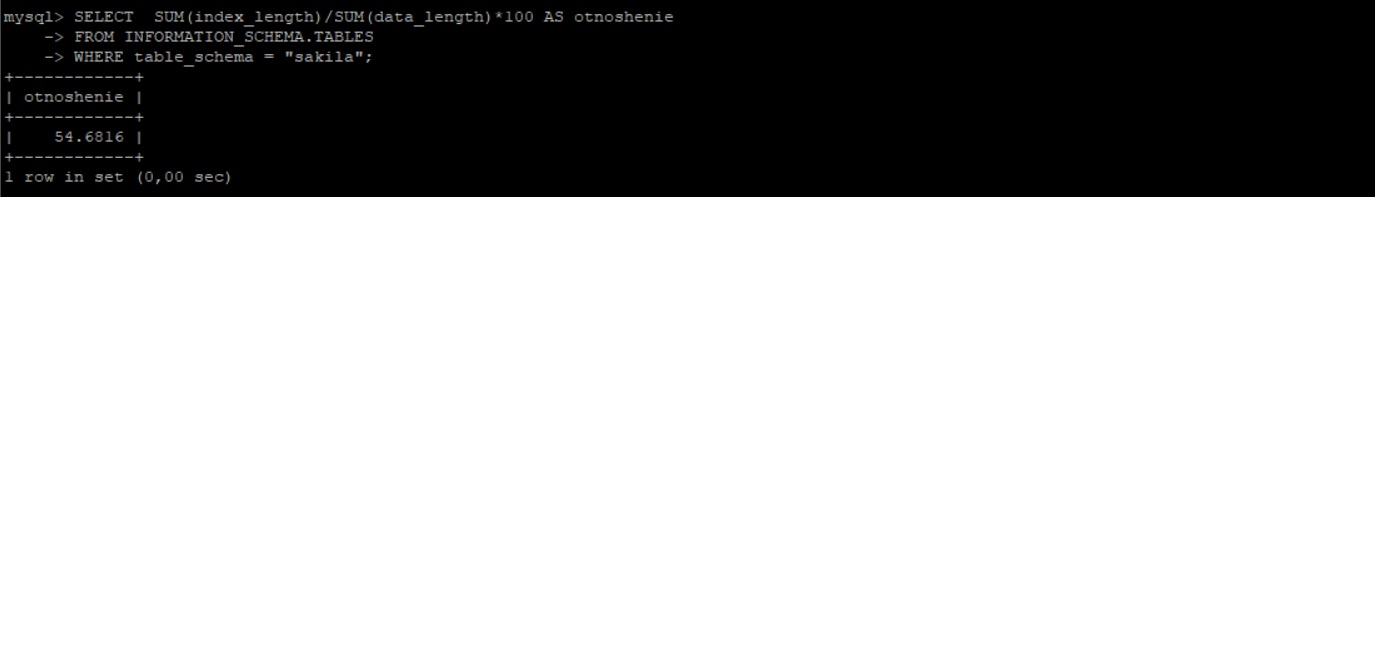 mysql> SELECT  SUM(index_length)/SUM(data_length)*100 AS otnoshenie
    -> FROM INFORMATION_SCHEMA.TABLES
    -> WHERE table_schema = "sakila";
+------------+
| otnoshenie |
+------------+
|    54.6816 |
+------------+
1 row in set (0,00 sec)